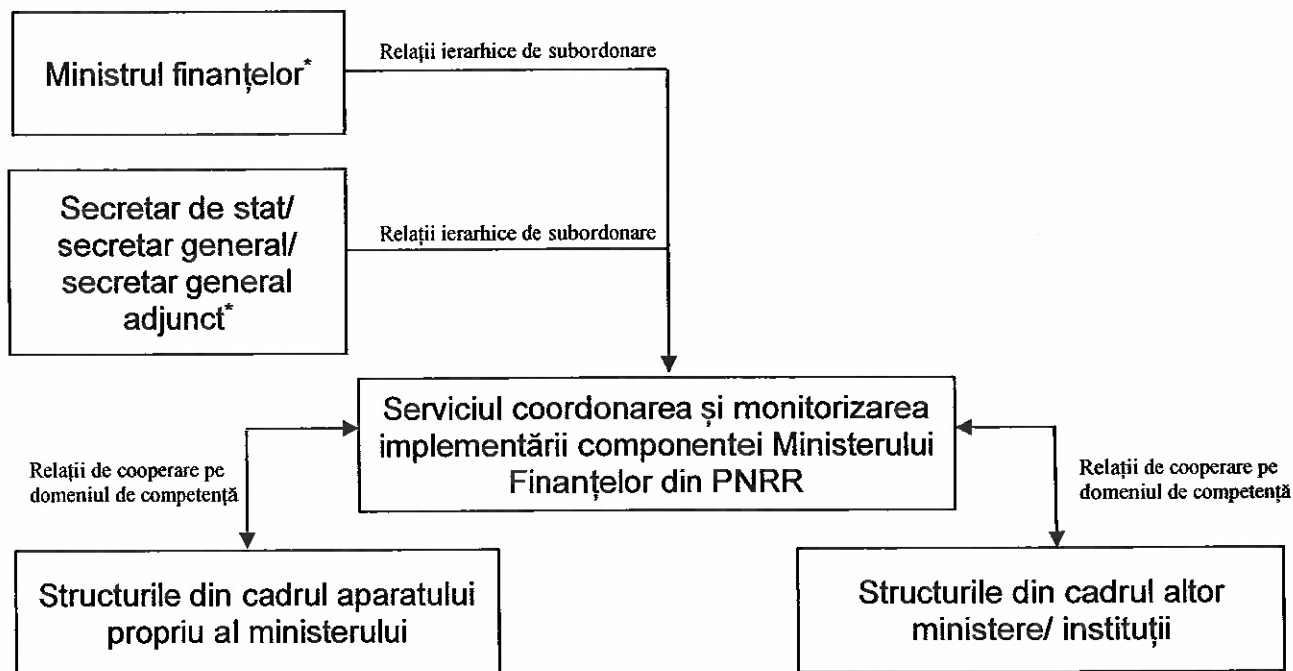 Ministrul finanțelor*
Relații ierarhice de subordonare
Secretar de stat/
secretar general/
secretar general
adjunct*
Relații ierarhice de subordonare
Serviciul coordonarea și monitorizarea
implementării componentei Ministerului
Finanțelor din PNRR
Relații de cooperare pe
domeniul de competență
Relații de cooperare pe
domeniul de competență
Structurile din cadrul aparatului
propriu al ministerului
Structurile din cadrul altor
ministere/ instituții